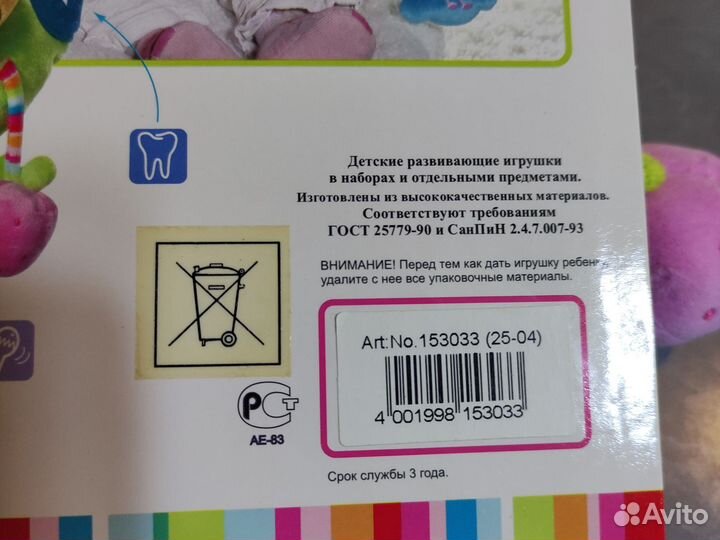 Детские развивающие игрушки
в наборах и отдельными предметами.
Изготовлены из высококачественных материалов.
Соответствуют требованиям
ГОСТ 25779-90 и СанПиН 2.4.7.007-93
ВНИМАНИЕ! Перед тем как дать игрушку ребенку
удалите с нее все упаковочные материалы.
Art:No.153033 (25-04)
4 001998 153033
РСТ
АЕ-83
Срок службы 3 года.
Avito